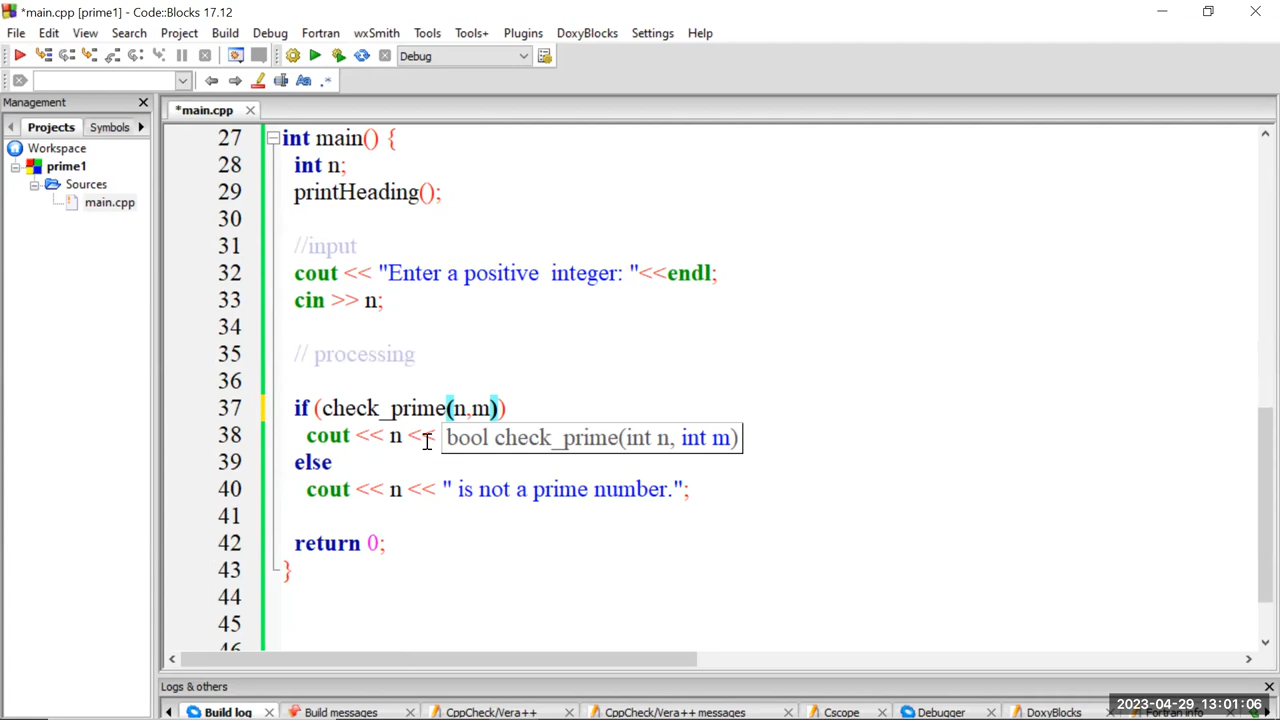 *main.cpp [prime1] - Code::Blocks 17.12
File Edit View Search Project Build Debug Fortran wxSmith Tools Tools+ Plugins DoxyBlocks Settings Help
Debug
Management
*main.cpp
Projects Symbols
Workspace
prime1
Sources
main.cpp
27 int main() {
28 int n;
29 printHeading();
30
31 //input
32 cout << "Enter a positive  integer: "<<endl;
33 cin >> n;
34
35 // processing
36
37 if (check_prime(n,m))
38 cout << n << bool check_prime(int n, int m)
39 else
40 cout << n << " is not a prime number.";
41
42 return 0;
43 }
44
45
46
Logs & others
Build log Build messages CppCheck/Vera++ CppCheck/Vera++ messages Cscope Debugger DoxyBlocks Fortran info
2023-04-29, 13:01:06